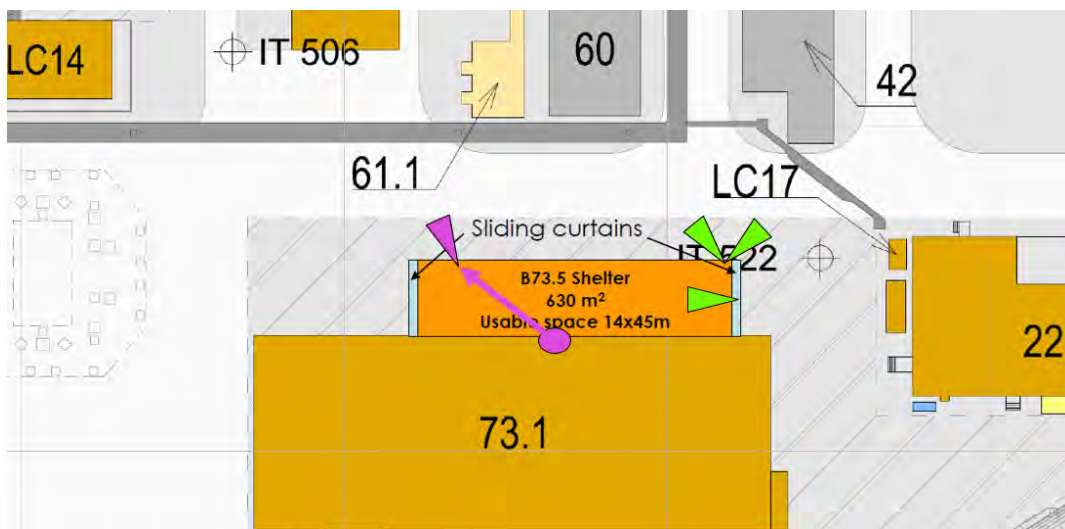 LC14
IT 506
60
42
61.1
LC17
Sliding curtains
IT 522
B73.5 Shelter
630 m²
Usable space 14x45m
22
73.1